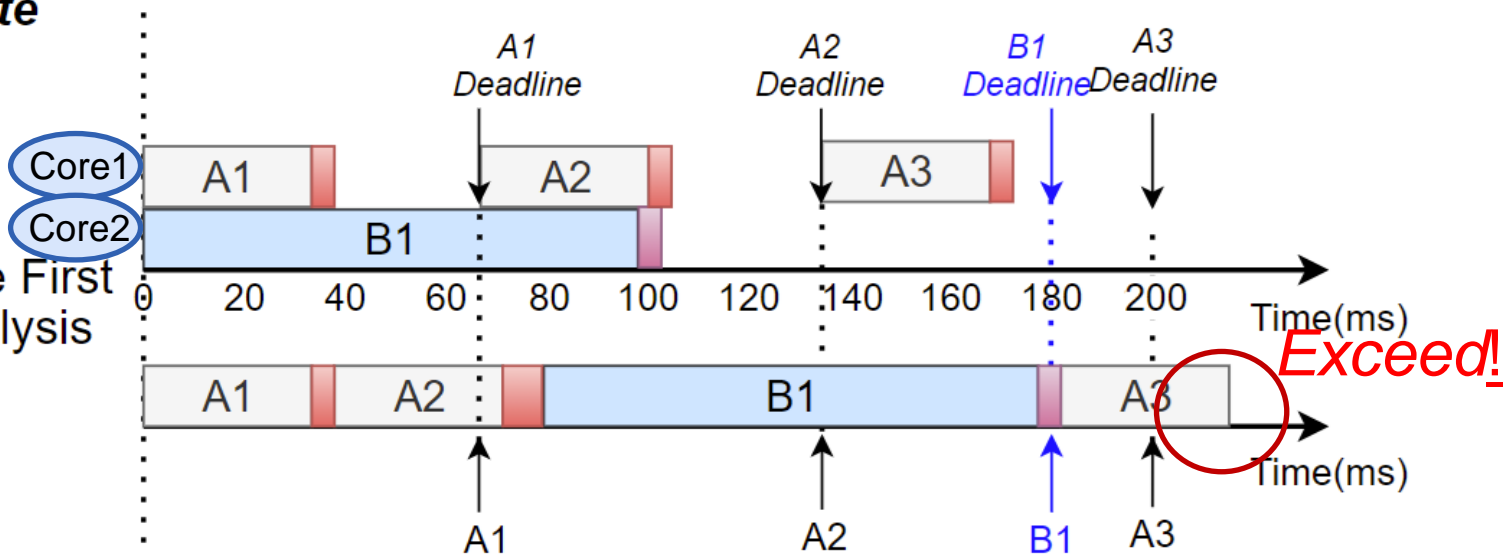 te
A1
Deadline
A2
Deadline
B1
Deadline
A3
Deadline
Core1
A1
A2
A3
Core2
B1
e First
lysis
0 20 40 60 80 100 120 140 160 180 200
Time(ms)
Exceed!
A1
A2
B1
A3
Time(ms)
A1
A2
B1
A3